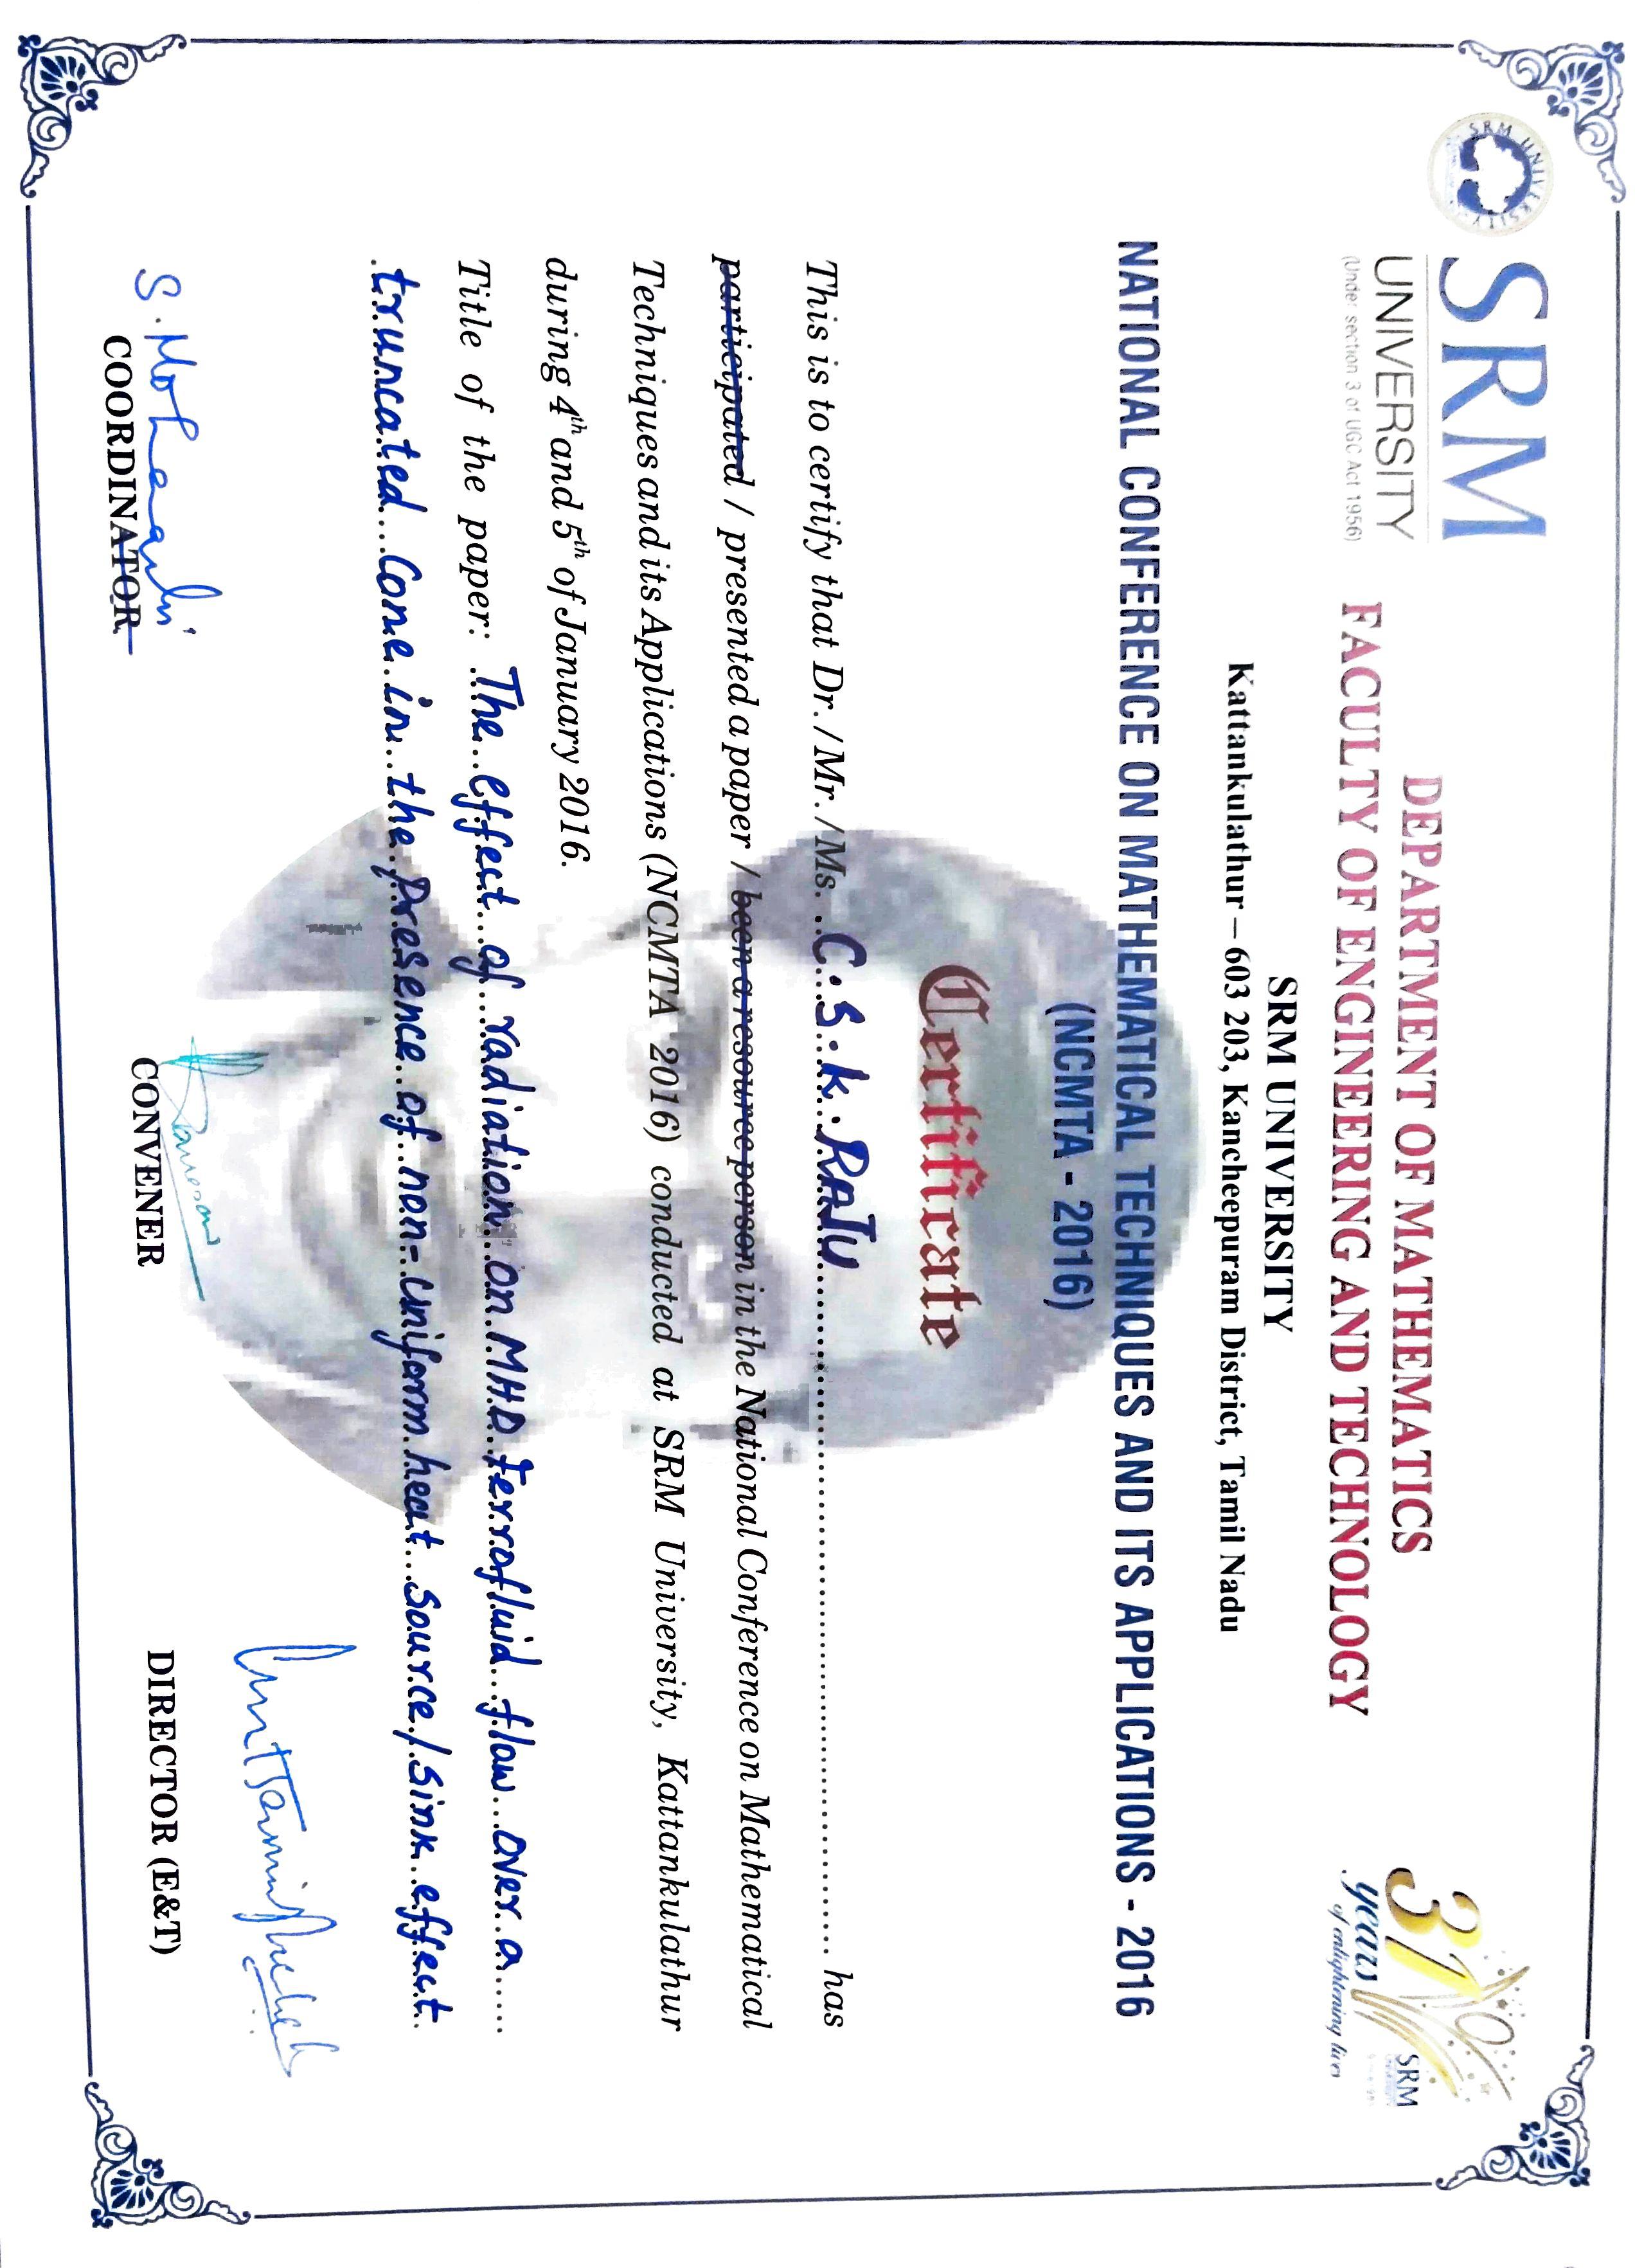 SRM
UNIVERSITY
(Under section 3 of UGC Act 1956)
SRM UNIVERSITY
DEPARTMENT OF MATHEMATICS
FACULTY OF ENGINEERING AND TECHNOLOGY
SRM UNIVERSITY
Kattankulathur – 603 203, Kancheepuram District, Tamil Nadu
31
years
of enlightening lives
SRM
NATIONAL CONFERENCE ON MATHEMATICAL TECHNIQUES AND ITS APPLICATIONS - 2016
(NCMTA - 2016)
Certificate
This is to certify that Dr. / Mr. / Ms. C.S.K. RAJU has
participated / presented a paper / been a resource person in the National Conference on Mathematical
Techniques and its Applications (NCMTA 2016) conducted at SRM University, Kattankulathur
during 4th and 5th of January 2016.
Title of the paper: The effect of radiation on MHD ferrofluid flow over a
truncated Cone in the Presence of non-uniform heat Source/Sink effect
COORDINATOR
CONVENER
DIRECTOR (E&T)